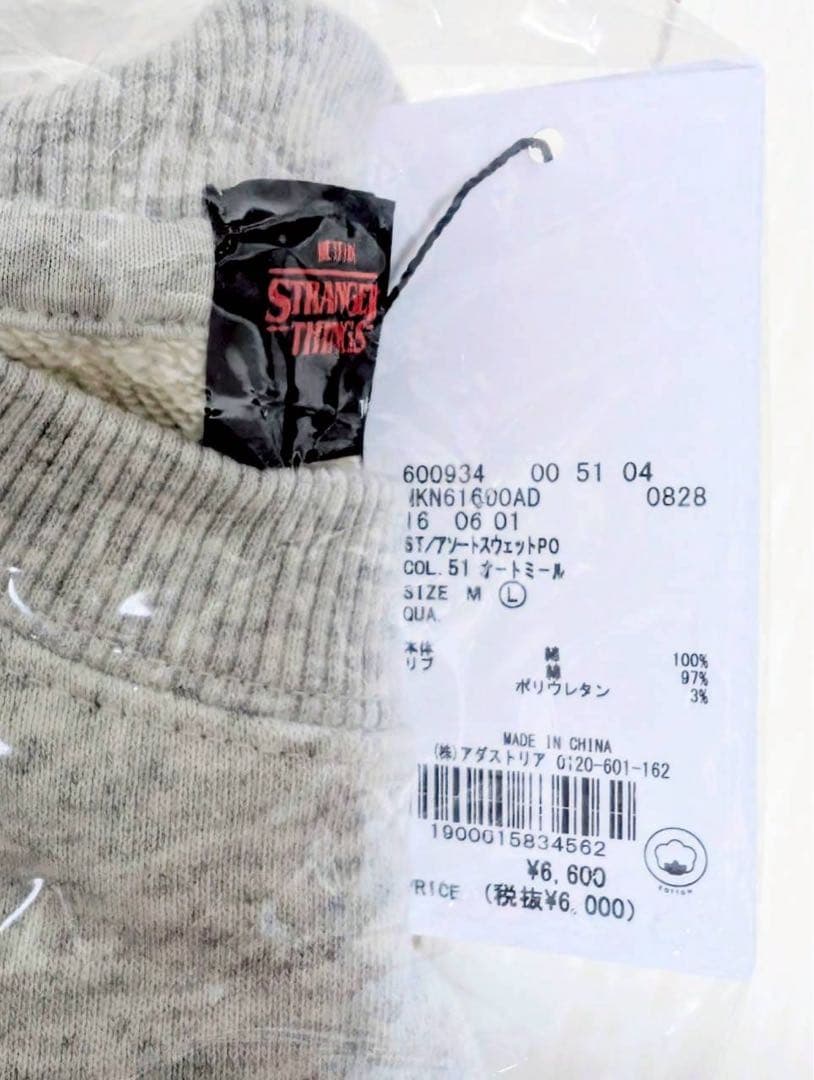 NETFLIX
STRANGER
THINGS
600934 00 51 04
MKN61600AD 0828
16 06 01
ST/アソートスウェットPO
COL.51 オートミール
SIZE M Ⓛ
QUA.
本体 綿 100%
リブ 綿 97%
ポリウレタン 3%
MADE IN CHINA
(株)アダストリア 0120-601-162
1900015834562
¥6,600
PRICE (税抜¥6,000)
COTTON